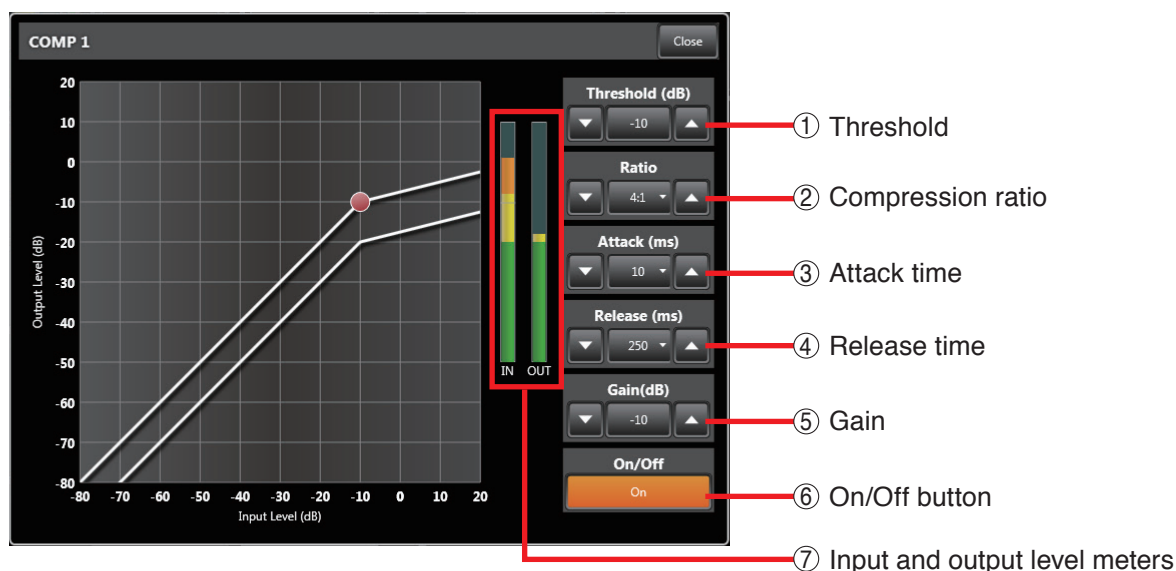 COMP 1
Close
20
10
0
-10
-20
-30
-40
-50
-60
-70
-80
Output Level (dB)
-80 -70 -60 -50 -40 -30 -20 -10 0 10 20
Input Level (dB)
IN OUT
Threshold (dB)
-10
Ratio
4:1
Attack (ms)
10
Release (ms)
250
Gain(dB)
-10
On/Off
On
① Threshold
② Compression ratio
③ Attack time
④ Release time
⑤ Gain
⑥ On/Off button
⑦ Input and output level meters